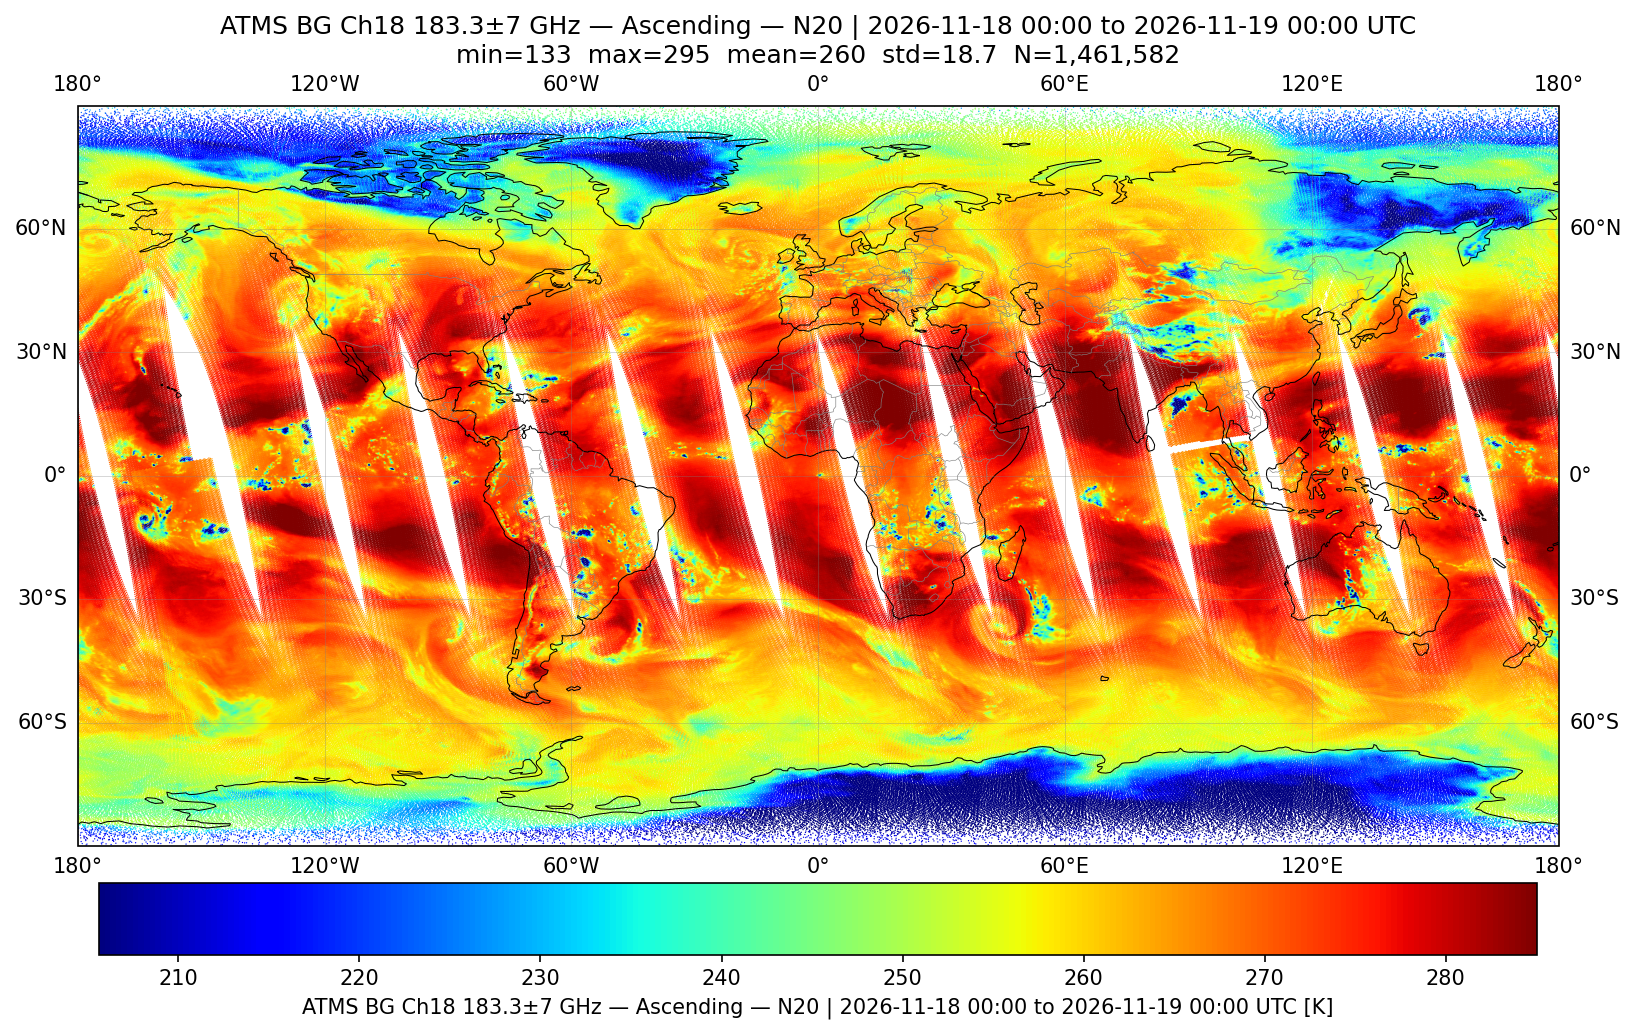 ATMS BG Ch18 183.3±7 GHz — Ascending — N20 | 2026-11-18 00:00 to 2026-11-19 00:00 UTC
min=133  max=295  mean=260  std=18.7  N=1,461,582
180° 120°W 60°W 0° 60°E 120°E 180°
60°N 60°N
30°N 30°N
0° 0°
30°S 30°S
60°S 60°S
180° 120°W 60°W 0° 60°E 120°E 180°
210 220 230 240 250 260 270 280
ATMS BG Ch18 183.3±7 GHz — Ascending — N20 | 2026-11-18 00:00 to 2026-11-19 00:00 UTC [K]